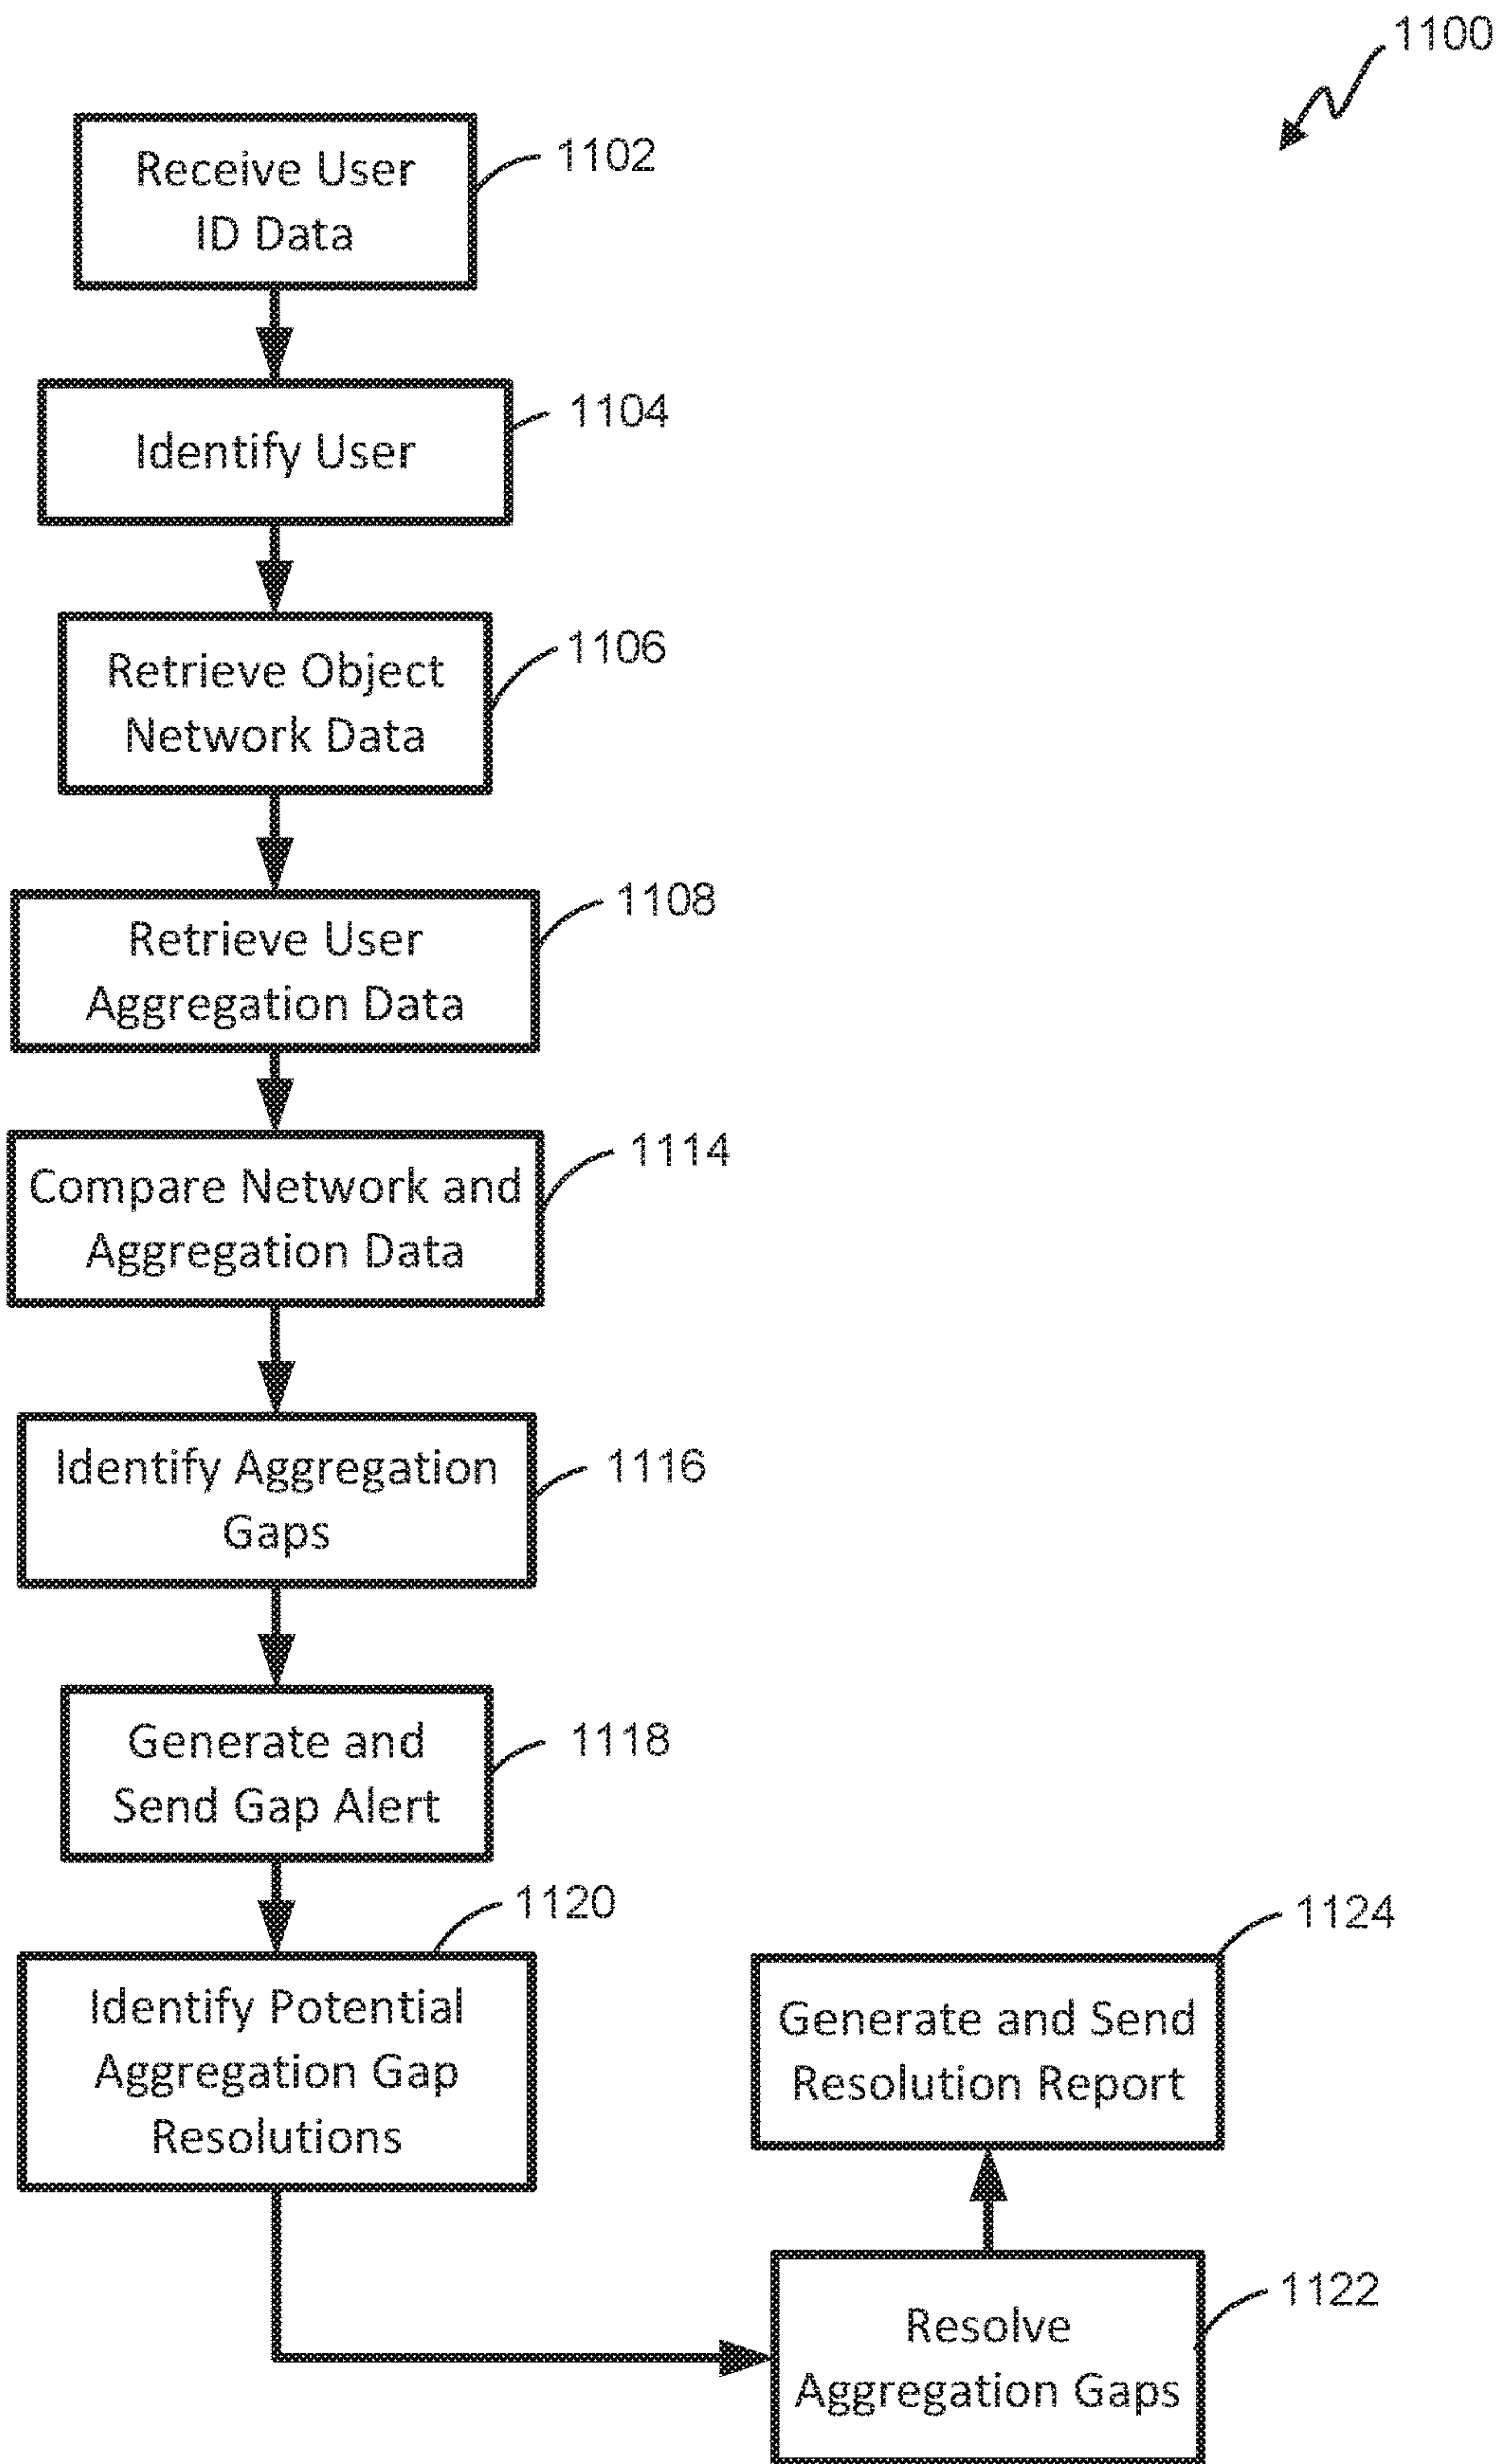 1100
Receive User
ID Data
1102
Identify User
1104
Retrieve Object
Network Data
1106
Retrieve User
Aggregation Data
1108
Compare Network and
Aggregation Data
1114
Identify Aggregation
Gaps
1116
Generate and
Send Gap Alert
1118
Identify Potential
Aggregation Gap
Resolutions
1120
Resolve
Aggregation Gaps
1122
Generate and Send
Resolution Report
1124